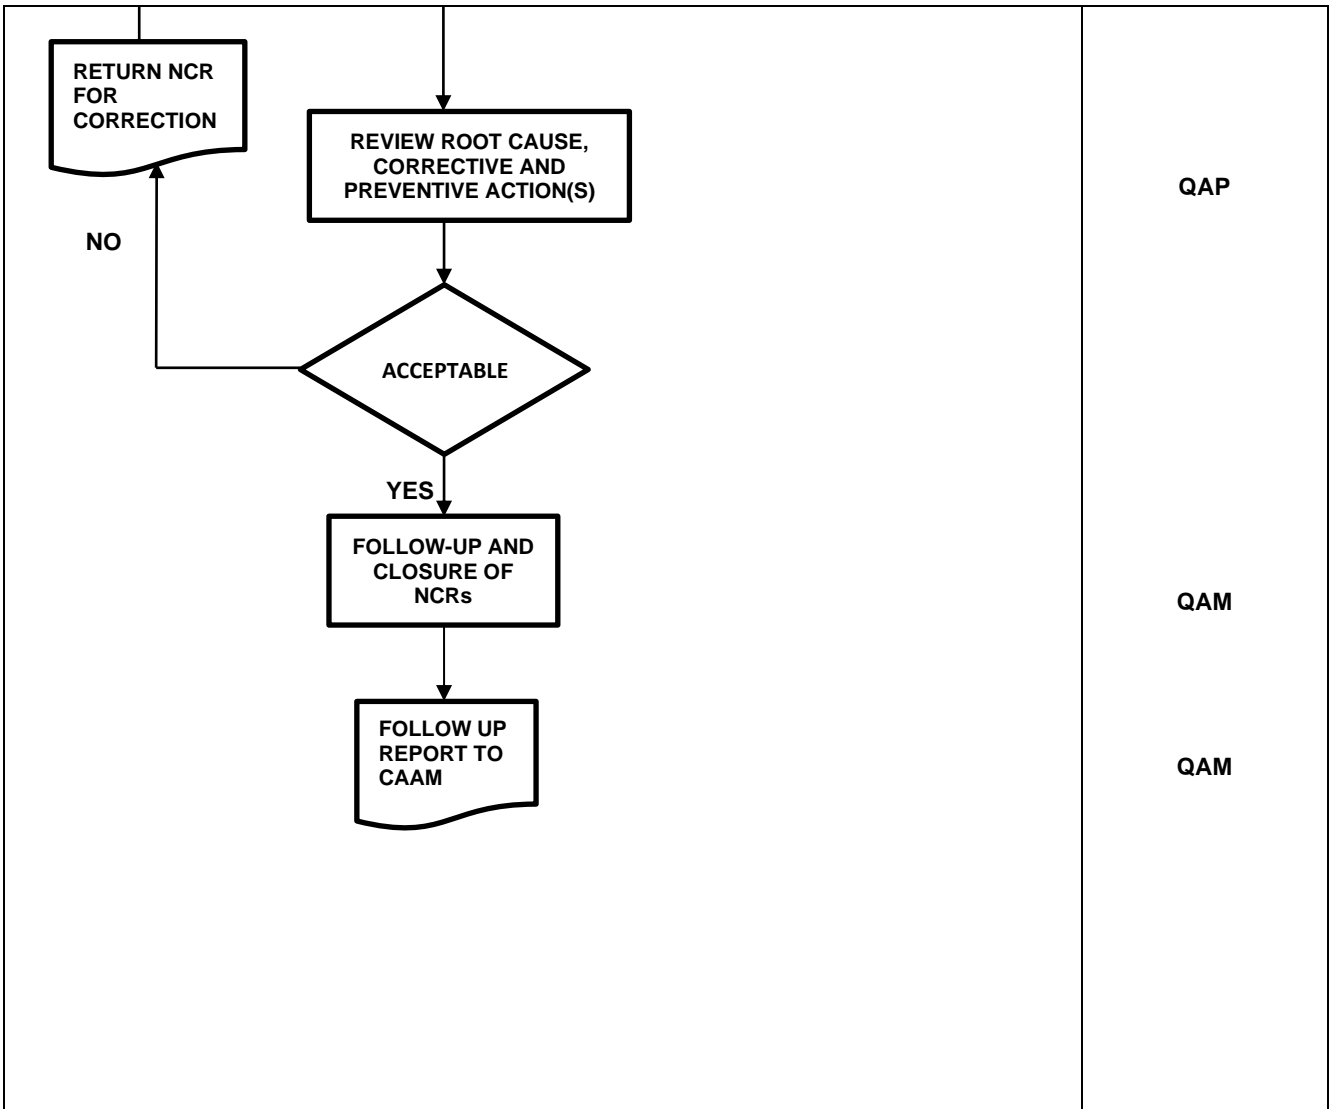 RETURN NCR
FOR
CORRECTION
REVIEW ROOT CAUSE,
CORRECTIVE AND
PREVENTIVE ACTION(S)
QAP
NO
ACCEPTABLE
YES
FOLLOW-UP AND
CLOSURE OF
NCRs
QAM
FOLLOW UP
REPORT TO
CAAM
QAM